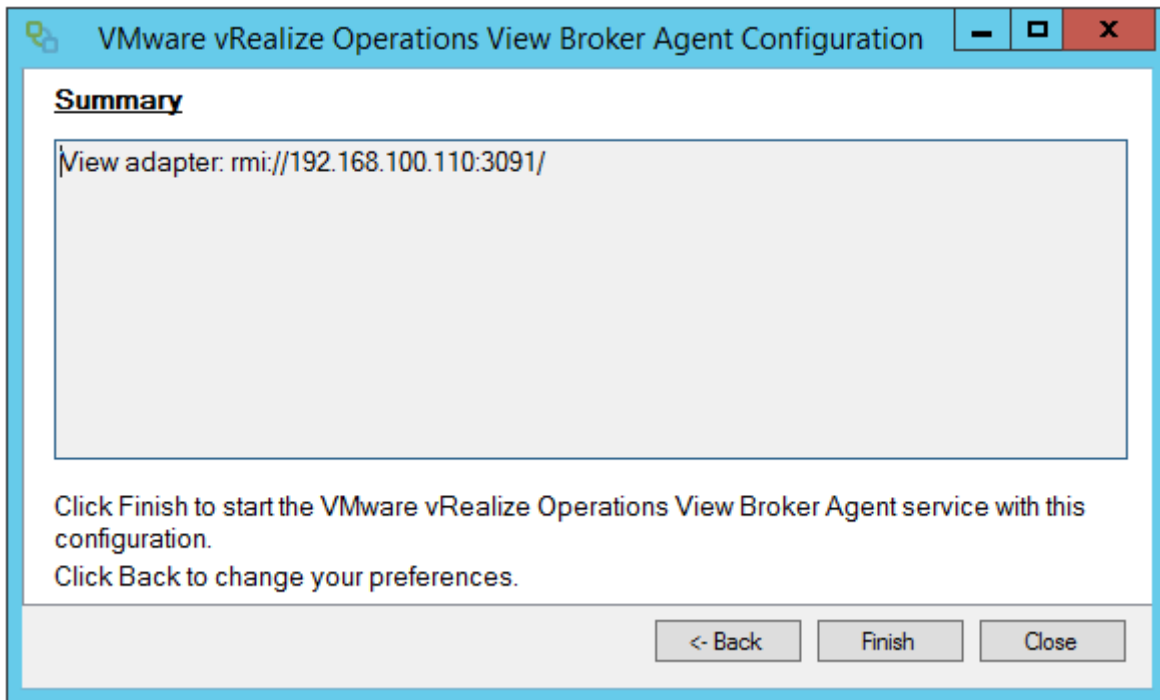 VMware vRealize Operations View Broker Agent Configuration
Summary
View adapter: rmi://192.168.100.110:3091/
Click Finish to start the VMware vRealize Operations View Broker Agent service with this
configuration.
Click Back to change your preferences.
<- Back
Finish
Close